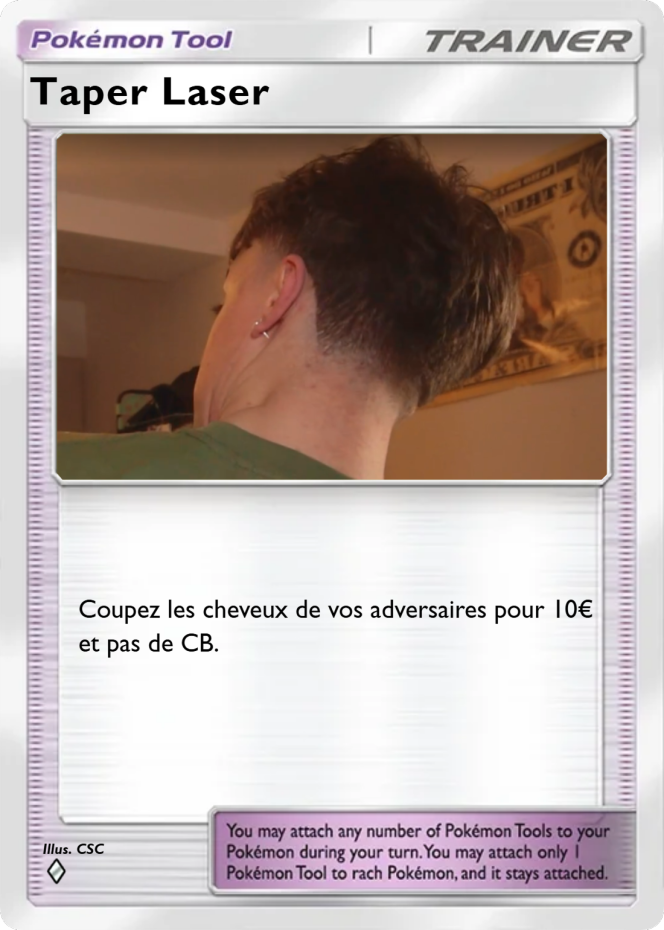 Pokémon Tool | TRAINER
Taper Laser
Coupez les cheveux de vos adversaires pour 10€
et pas de CB.
Illus. CSC
You may attach any number of Pokémon Tools to your
Pokémon during your turn. You may attach only 1
Pokémon Tool to rach Pokémon, and it stays attached.